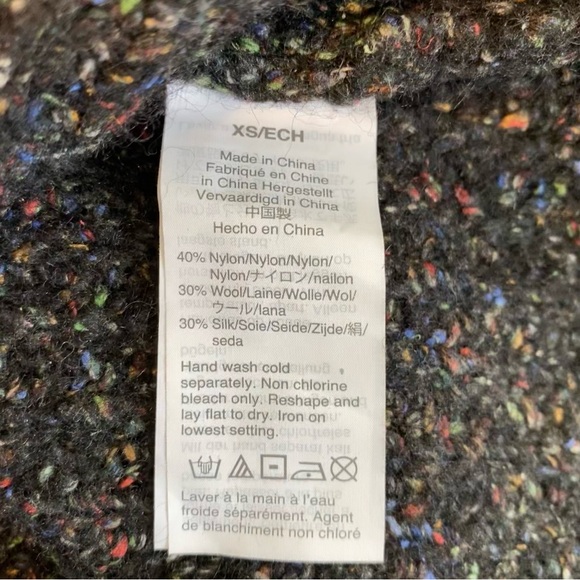 XS/ECH
Made in China
Fabriqué en Chine
in China Hergestellt
Vervaardigd in China
中国製
Hecho en China
40% Nylon/Nylon/Nylon/
Nylon/ナイロン/nailon
30% Wool/Laine/Wolle/Wol/
ウール/lana
30% Silk/Soie/Seide/Zijde/絹/
seda
Hand wash cold
separately. Non chlorine
bleach only. Reshape and
lay flat to dry. Iron on
lowest setting.
Laver à la main à l'eau
froide séparément. Agent
de blanchiment non chloré